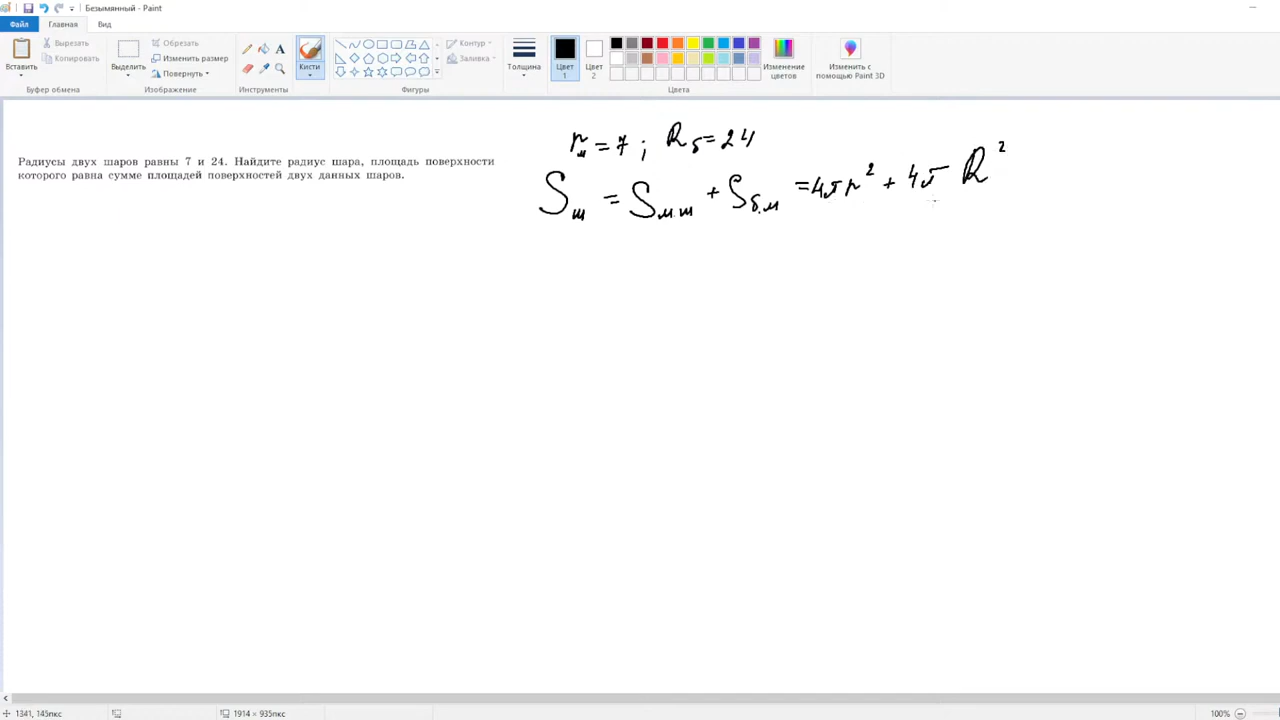 Безымянный - Paint
Файл Главная Вид
Вставить
Вырезать
Копировать
Буфер обмена
Выделить
Обрезать
Изменить размер
Повернуть
Изображение
A
Инструменты
Кисти
Контур
Заливка
Фигуры
Толщина
Цвет 1
Цвет 2
Цвета
Изменение цветов
Изменить с помощью Paint 3D
r м = 7 ; R б = 24
Радиусы двух шаров равны 7 и 24. Найдите радиус шара, площадь поверхности
которого равна сумме площадей поверхностей двух данных шаров.
S ш = S м.ш + S б.м = 4π r² + 4π R²
1341, 145пкс
1914 × 935пкс
100%